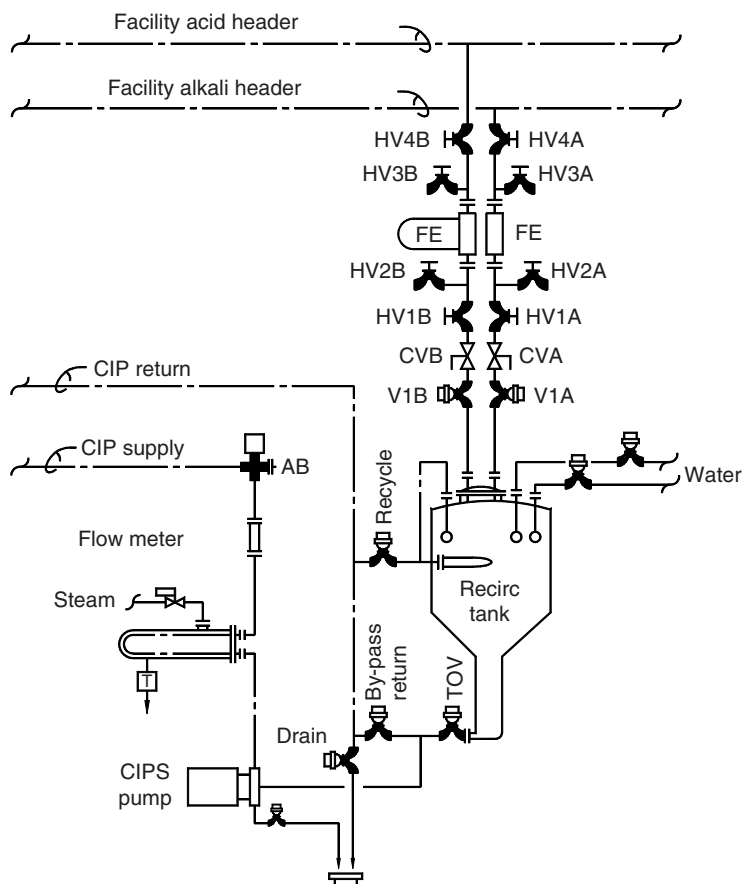 Facility acid header
Facility alkali header
HV4B
HV4A
HV3B
HV3A
FE
FE
HV2B
HV2A
HV1B
HV1A
CVB
CVA
CIP return
V1B
V1A
CIP supply
AB
Water
Recycle
Flow meter
Steam
Recirc
tank
T
By-pass
return
TOV
Drain
CIPS
pump